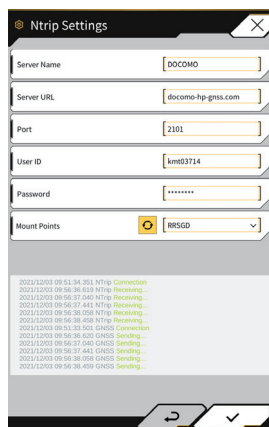 Ntrip Settings
Server Name
DOCOMO
Server URL
docomo-hp-gnss.com
Port
2101
User ID
kmt03714
Password
********
Mount Points
RRSGD
2021/12/03 09:51:34.351 NTrip Connection
2021/12/03 09:56:36.619 NTrip Receiving...
2021/12/03 09:56:37.040 NTrip Receiving...
2021/12/03 09:56:37.441 NTrip Receiving...
2021/12/03 09:56:38.058 NTrip Receiving...
2021/12/03 09:56:38.458 NTrip Receiving...
2021/12/03 09:51:33.501 GNSS Connection
2021/12/03 09:56:36.620 GNSS Sending...
2021/12/03 09:56:37.040 GNSS Sending...
2021/12/03 09:56:37.441 GNSS Sending...
2021/12/03 09:56:38.058 GNSS Sending...
2021/12/03 09:56:38.459 GNSS Sending...